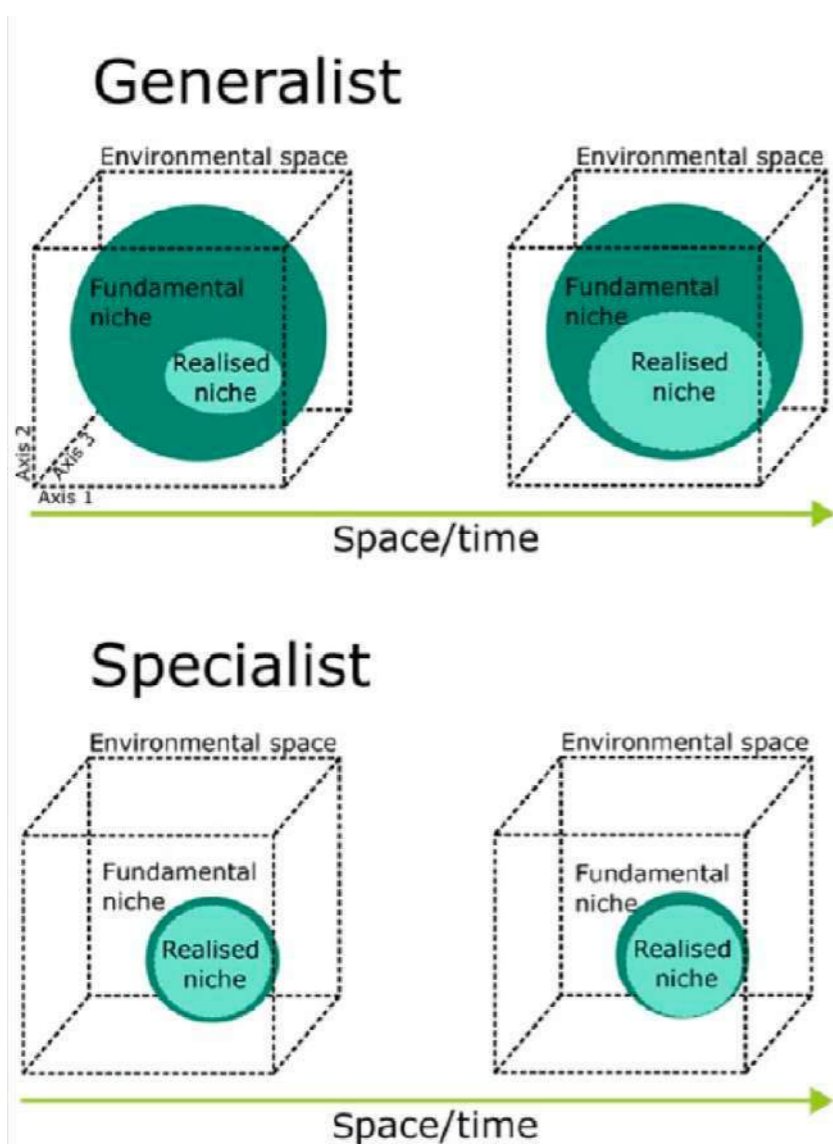 Generalist
Environmental space
Environmental space
Fundamental
niche
Fundamental
niche
Realised
niche
Realised
niche
Axis 2
Axis 3
Axis 1
Space/time
Specialist
Environmental space
Environmental space
Fundamental
niche
Fundamental
niche
Realised
niche
Realised
niche
Space/time